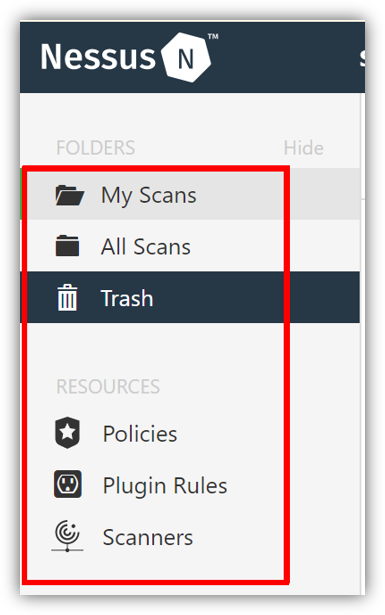 Nessus N™
FOLDERS Hide
My Scans
All Scans
Trash
RESOURCES
Policies
Plugin Rules
Scanners